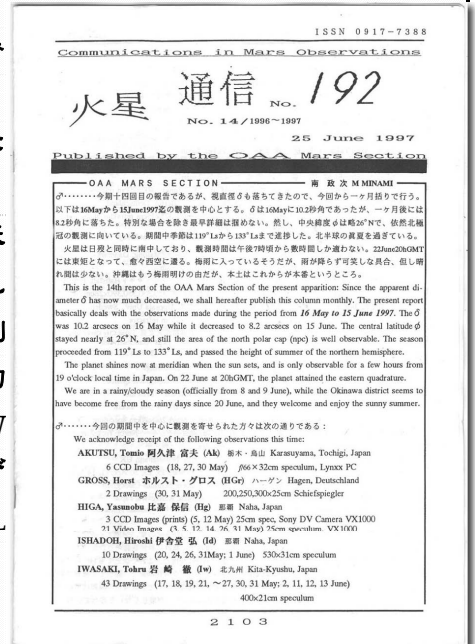 ISSN 0917-7388
Communications in Mars Observations
火星 通信 No. 192
No. 14/1996~1997
25 June 1997
Published by the OAA Mars Section
OAA MARS SECTION 南 政 次 M MINAMI
♂·······今期十四回目の報告であるが、視直徑δも落ちてきたので、今回から一ヶ月括りで行う。
以下は16Mayから15June1997迄の觀測を中心とする。δは16Mayに10.2秒角であったが、一ヶ月後には
8.2秒角に落ちた。特別な場合を除き最早詳細は掴めない。然し、中央緯度φは略26°Nで、依然北極
冠の觀測に向いている。期間中季節は119°Lsから133°Lsまで進捗した。北半球の真夏を過ぎている。
火星は日没と同時に南中しており、觀測時間は午後7時頃から数時間しか適わない。22June20hGMT
には東矩となって、愈々西空に遷る。梅雨に入っているそうだが、雨が降らず可笑しな具合、但し晴
れ間は少ない。沖縄はもう梅雨明けの由だが、本土はこれからが本番というところ。
This is the 14th report of the OAA Mars Section of the present apparition: Since the apparent di-
ameter δ has now much decreased, we shall hereafter publish this column monthly. The present report
basically deals with the observations made during the period from 16 May to 15 June 1997. The δ
was 10.2 arcsecs on 16 May while it decreased to 8.2 arcsecs on 15 June. The central latitude φ
stayed nearly at 26°N, and still the area of the north polar cap (npc) is well observable. The season
proceeded from 119° Ls to 133° Ls, and passed the height of summer of the northern hemisphere.
The planet shines now at meridian when the sun sets, and is only observable for a few hours from
19 o'clock local time in Japan. On 22 June at 20hGMT, the planet attained the eastern quadrature.
We are in a rainy/cloudy season (officially from 8 and 9 June), while the Okinawa district seems to
have become free from the rainy days since 20 June, and they welcome and enjoy the sunny summer.
♂·······今回の期間中を中心に觀測を寄せられた方々は次の通りである：
We acknowledge receipt of the following observations this time:
AKUTSU, Tomio 阿久津 富夫 (Ak) 栃木・烏山 Karasuyama, Tochigi, Japan
6 CCD Images (18, 27, 30 May) f/66×32cm speculum, Lynxx PC
GROSS, Horst ホルスト・グロス (HGr) ハーゲン Hagen, Deutschland
2 Drawings (30, 31 May) 200,250,300×25cm Schiefspiegler
HIGA, Yasunobu 比嘉 保信 (Hg) 那覇 Naha, Japan
3 CCD Images (prints) (5, 12 May) 25cm spec, Sony DV Camera VX1000
21 Video Images (3, 5, 12, 14, 26, 31 May) 25cm speculum, VX1000
ISHADOH, Hiroshi 伊舎堂 弘 (Id) 那覇 Naha, Japan
10 Drawings (20, 24, 26, 31May; 1 June) 530×31cm speculum
IWASAKI, Tohru 岩崎 徹 (Iw) 北九州 Kita-Kyushu, Japan
43 Drawings (17, 18, 19, 21, ~27, 30, 31 May; 2, 11, 12, 13 June)
400×21cm speculum
2103